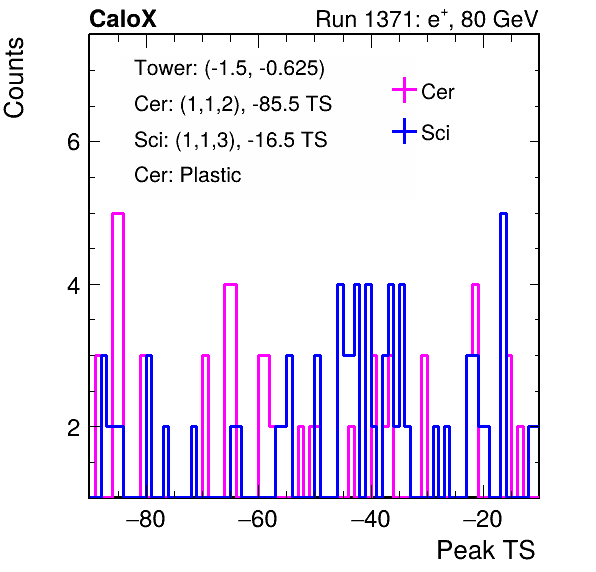 CaloX Run 1371: e+, 80 GeV
Counts
Tower: (-1.5, -0.625)
Cer: (1,1,2), -85.5 TS
Sci: (1,1,3), -16.5 TS
Cer: Plastic
Cer
Sci
6
4
2
−80 −60 −40 −20
Peak TS